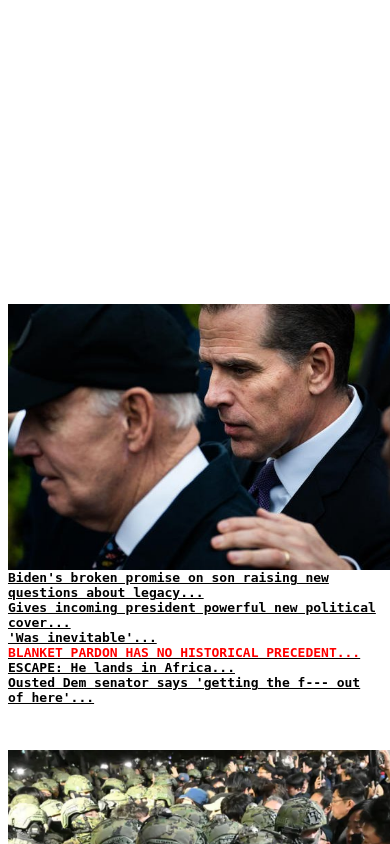 Biden's broken promise on son raising new
questions about legacy...
Gives incoming president powerful new political
cover...
'Was inevitable'...
BLANKET PARDON HAS NO HISTORICAL PRECEDENT...
ESCAPE: He lands in Africa...
Ousted Dem senator says 'getting the f--- out
of here'...